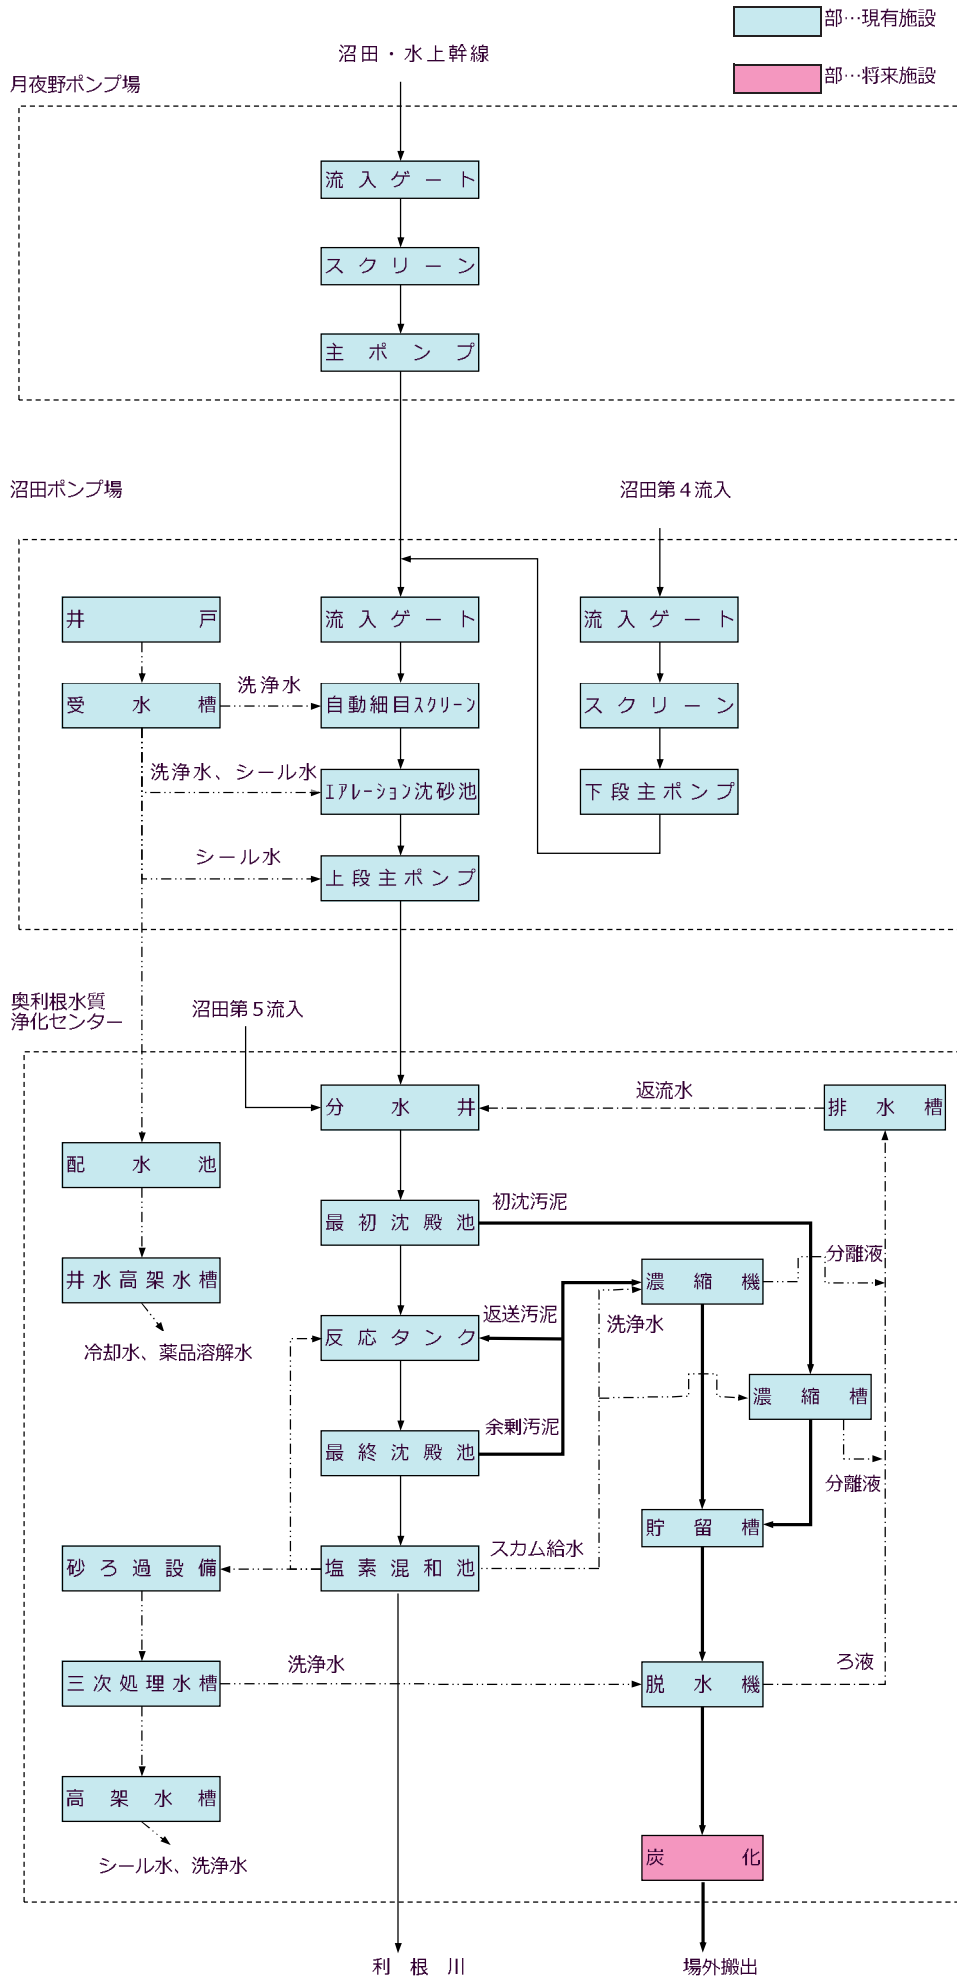 部…現有施設
沼田・水上幹線
部…将来施設
月夜野ポンプ場
流入ゲート
スクリーン
主ポンプ
沼田ポンプ場
沼田第４流入
井戸
流入ゲート
流入ゲート
洗浄水
受水槽
自動細目ｽｸﾘｰﾝ
スクリーン
洗浄水、シール水
ｴｱﾚｰｼｮﾝ沈砂池
下段主ポンプ
シール水
上段主ポンプ
奥利根水質
浄化センター
沼田第５流入
返流水
分水井
排水槽
配水池
初沈汚泥
最初沈殿池
分離液
井水高架水槽
濃縮機
返送汚泥
洗浄水
反応タンク
冷却水、薬品溶解水
濃縮槽
余剰汚泥
最終沈殿池
分離液
貯留槽
スカム給水
砂ろ過設備
塩素混和池
洗浄水
ろ液
三次処理水槽
脱水機
高架水槽
炭化
シール水、洗浄水
利根川
場外搬出